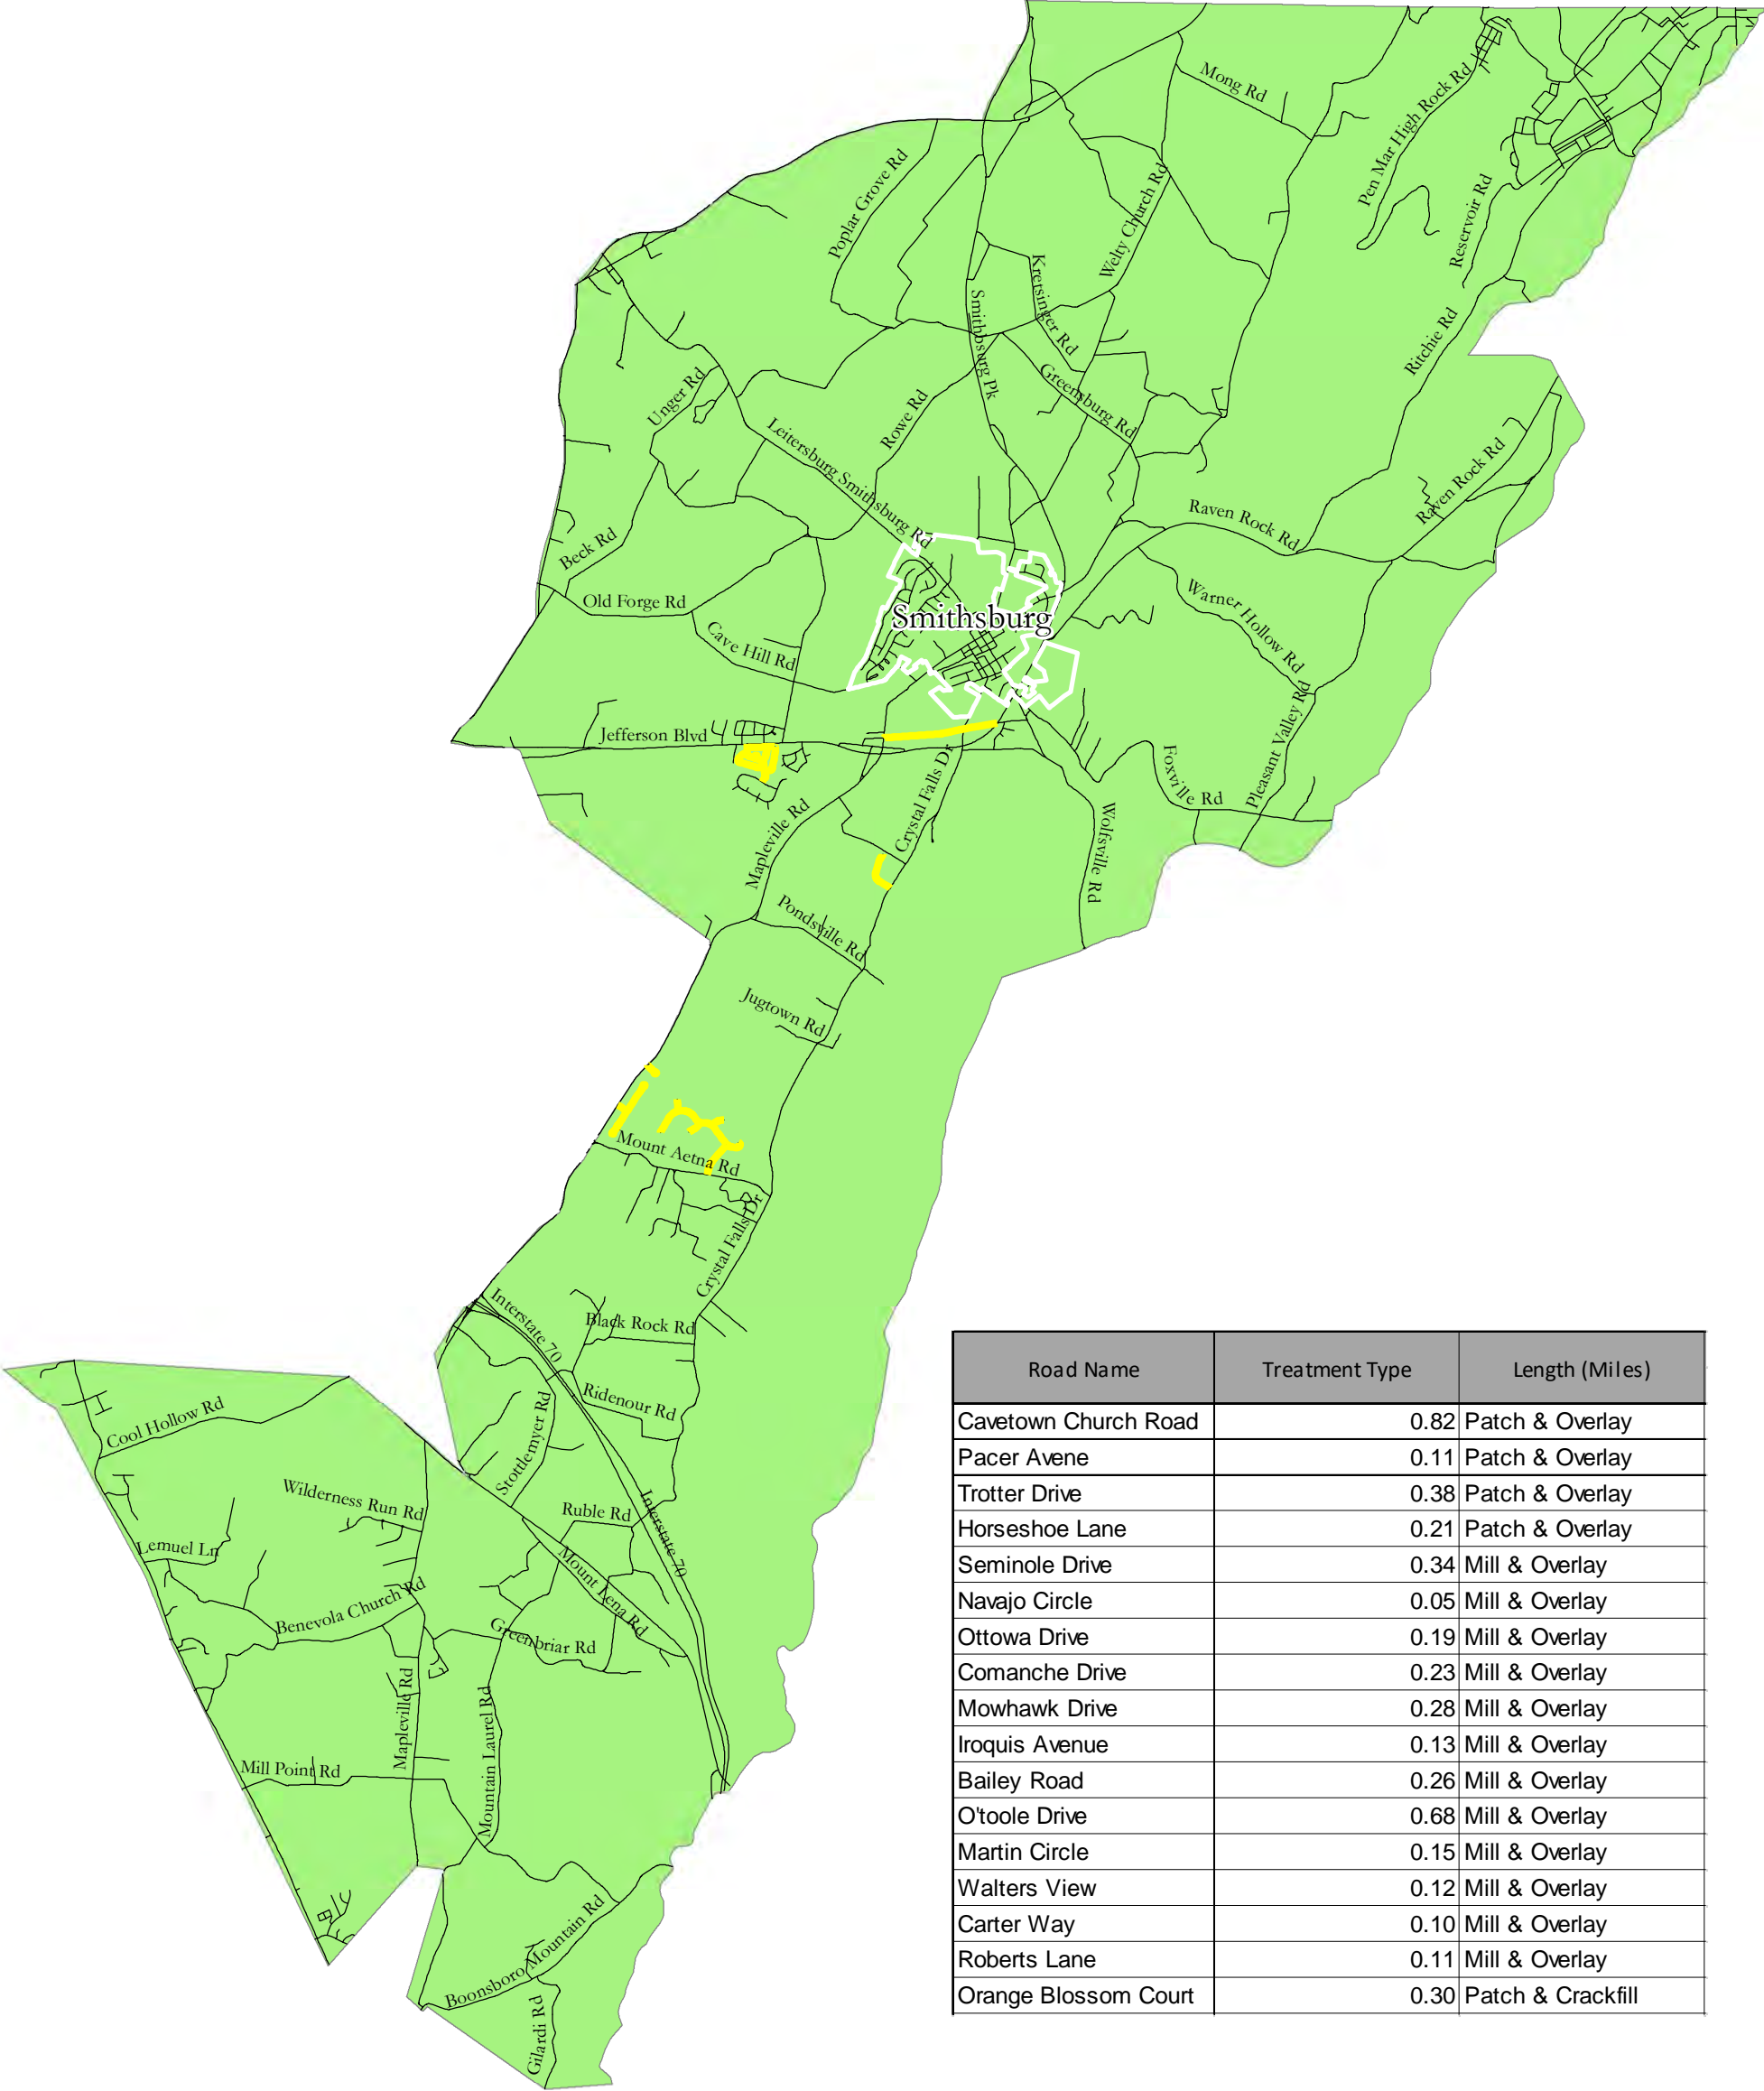 Mong Rd
Pen Mar High Rock Rd
Poplar Grove Rd
Welty Church Rd
Reservoir Rd
Kretsinger Rd
Smithsburg Pk
Ritchie Rd
Unger Rd
Greensburg Rd
Rowe Rd
Leitersburg Smithsburg Rd
Raven Rock Rd
Raven Rock Rd
Beck Rd
Old Forge Rd
Smithsburg
Warner Hollow Rd
Cave Hill Rd
Jefferson Blvd
Pleasant Valley Rd
Foxville Rd
Crystal Falls Dr
Mapleville Rd
Wolfsville Rd
Pondsville Rd
Jugtown Rd
Mount Aetna Rd
Crystal Falls Dr
Interstate 70
Black Rock Rd
Ridenour Rd
Cool Hollow Rd
Stottlemyer Rd
Wilderness Run Rd
Ruble Rd
Interstate 70
Lemuel Ln
Mount Lena Rd
Benevola Church Rd
Greenbriar Rd
Mapleville Rd
Mountain Laurel Rd
Mill Point Rd
Boonsboro Mountain Rd
Gilardi Rd
Road Name Treatment Type Length (Miles)
Cavetown Church Road 0.82 Patch & Overlay
Pacer Avene 0.11 Patch & Overlay
Trotter Drive 0.38 Patch & Overlay
Horseshoe Lane 0.21 Patch & Overlay
Seminole Drive 0.34 Mill & Overlay
Navajo Circle 0.05 Mill & Overlay
Ottowa Drive 0.19 Mill & Overlay
Comanche Drive 0.23 Mill & Overlay
Mowhawk Drive 0.28 Mill & Overlay
Iroquis Avenue 0.13 Mill & Overlay
Bailey Road 0.26 Mill & Overlay
O'toole Drive 0.68 Mill & Overlay
Martin Circle 0.15 Mill & Overlay
Walters View 0.12 Mill & Overlay
Carter Way 0.10 Mill & Overlay
Roberts Lane 0.11 Mill & Overlay
Orange Blossom Court 0.30 Patch & Crackfill